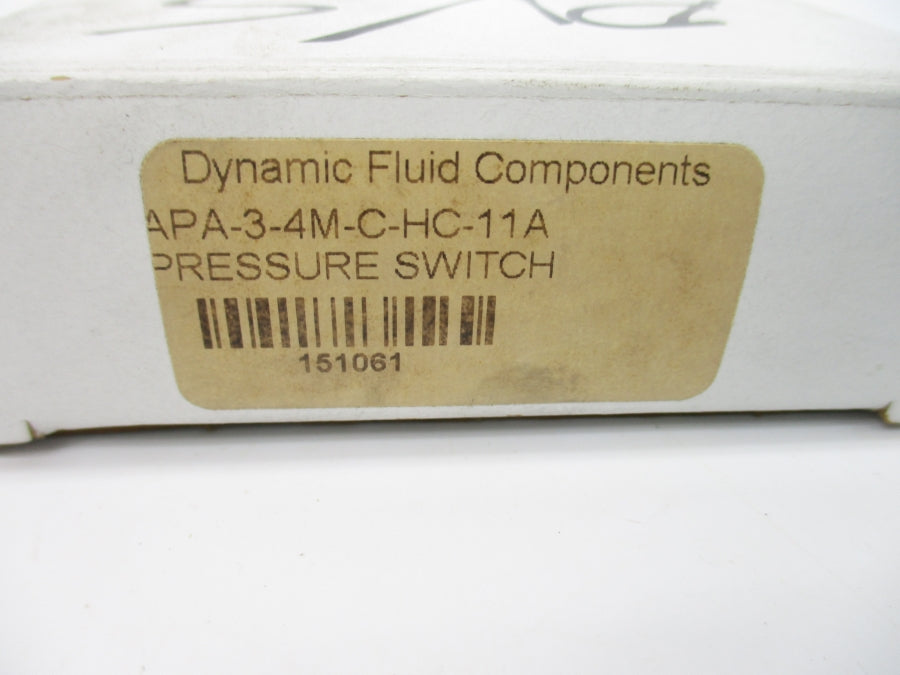 Dynamic Fluid Components
APA-3-4M-C-HC-11A
PRESSURE SWITCH
151061